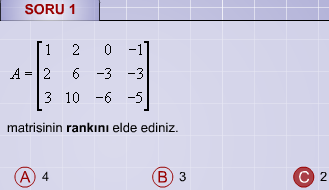 SORU 1
A = [ 1 2 0 -1
2 6 -3 -3
3 10 -6 -5 ]
matrisinin rankını elde ediniz.
A 4 B 3 C 2